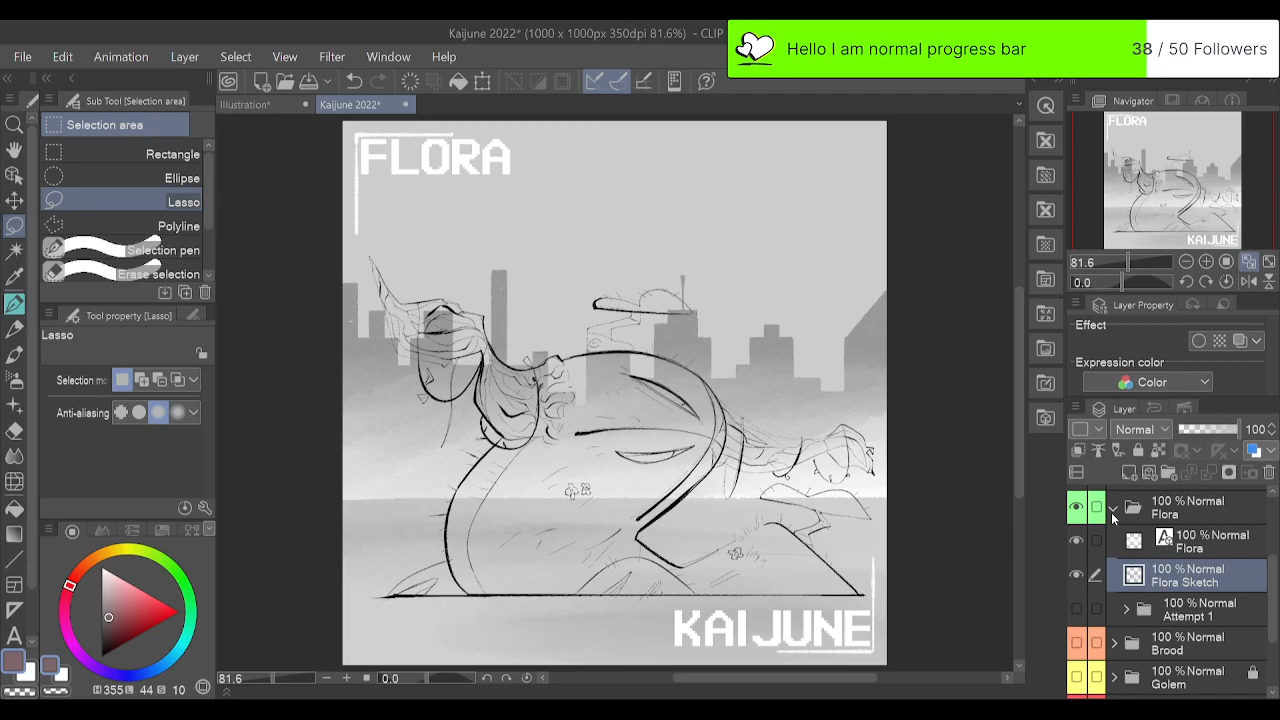 Kaijune 2022* (1000 x 1000px 350dpi 81.6%) - CLIP
Hello I am normal progress bar
38 / 50 Followers
File Edit Animation Layer Select View Filter Window Help
Sub Tool [Selection area]
Illustration*
Kaijune 2022*
Navigator
Selection area
Rectangle
Ellipse
Lasso
Polyline
Selection pen
Erase selection
Tool property [Lasso]
Lasso
Selection mo
Anti-aliasing
H 355 L 44 S 10
FLORA
KAIJUNE
81.6
0.0
FLORA
KAIJUNE
81.6
0.0
Layer Property
Effect
Expression color
Color
Layer
Normal
100
100 % Normal
Flora
A
100 % Normal
Flora
100 % Normal
Flora Sketch
100 % Normal
Attempt 1
100 % Normal
Brood
100 % Normal
Golem
A